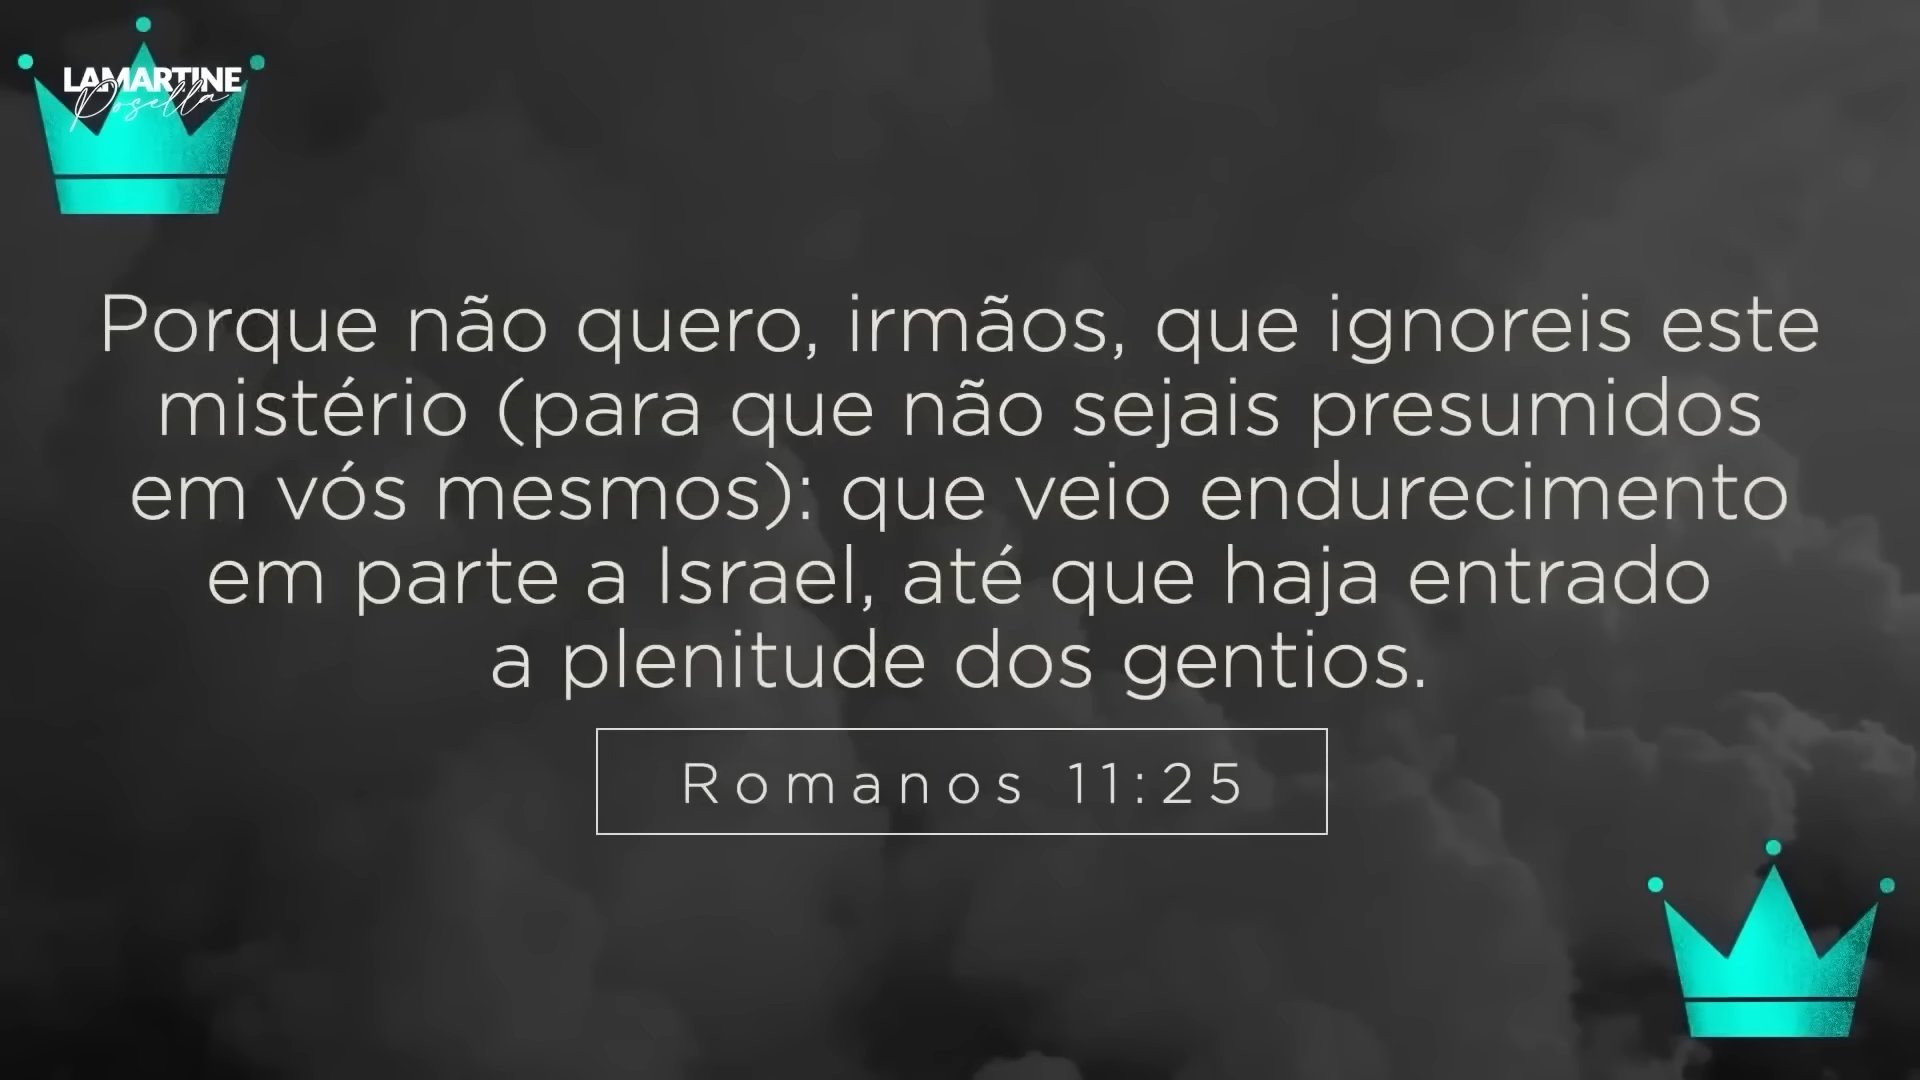 LAMARTINE
Posella
Porque não quero, irmãos, que ignoreis este
mistério (para que não sejais presumidos
em vós mesmos): que veio endurecimento
em parte a Israel, até que haja entrado
a plenitude dos gentios.
Romanos 11:25